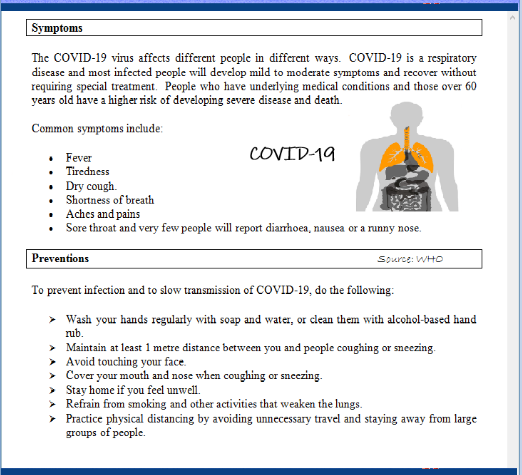 Symptoms
The COVID-19 virus affects different people in different ways. COVID-19 is a respiratory
disease and most infected people will develop mild to moderate symptoms and recover without
requiring special treatment. People who have underlying medical conditions and those over 60
years old have a higher risk of developing severe disease and death.
Common symptoms include:
• Fever
• Tiredness
• Dry cough.
• Shortness of breath
• Aches and pains
• Sore throat and very few people will report diarrhoea, nausea or a runny nose.
COVID-19
Preventions
Source: WHO
To prevent infection and to slow transmission of COVID-19, do the following:
➤ Wash your hands regularly with soap and water, or clean them with alcohol-based hand
rub.
➤ Maintain at least 1 metre distance between you and people coughing or sneezing.
➤ Avoid touching your face.
➤ Cover your mouth and nose when coughing or sneezing.
➤ Stay home if you feel unwell.
➤ Refrain from smoking and other activities that weaken the lungs.
➤ Practice physical distancing by avoiding unnecessary travel and staying away from large
groups of people.